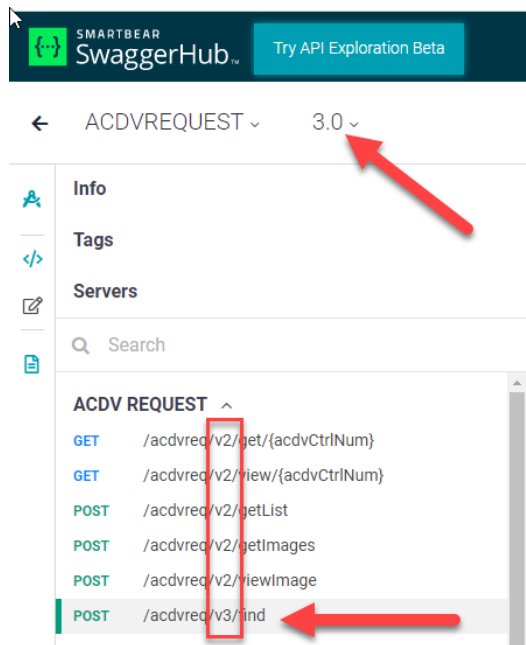 SMARTBEAR
SwaggerHub™
Try API Exploration Beta
ACDVREQUEST
3.0
Info
Tags
Servers
Search
ACDV REQUEST
GET /acdvreq/v2/get/{acdvCtrlNum}
GET /acdvreq/v2/view/{acdvCtrlNum}
POST /acdvreq/v2/getList
POST /acdvreq/v2/getImages
POST /acdvreq/v2/viewImage
POST /acdvreq/v3/find